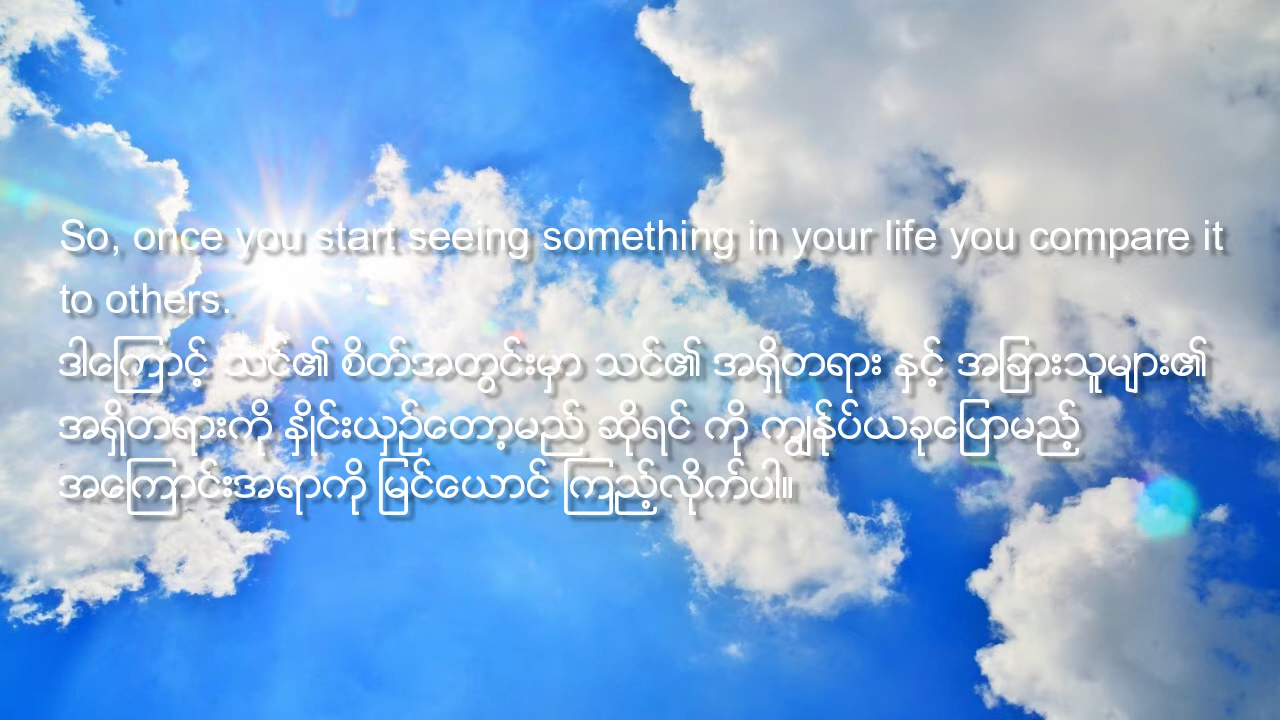 So, once you start seeing something in your life you compare it
to others.
ဒါကြောင့် သင်၏ စိတ်အတွင်းမှာ သင်၏ အရှိတရား နှင့် အခြားသူများ၏
အရှိတရားကို နှိုင်းယှဉ်တော့မည် ဆိုရင် ကို ကျွန်ုပ်ယခုပြောမည့်
အကြောင်းအရာကို မြင်ယောင် ကြည့်လိုက်ပါ။